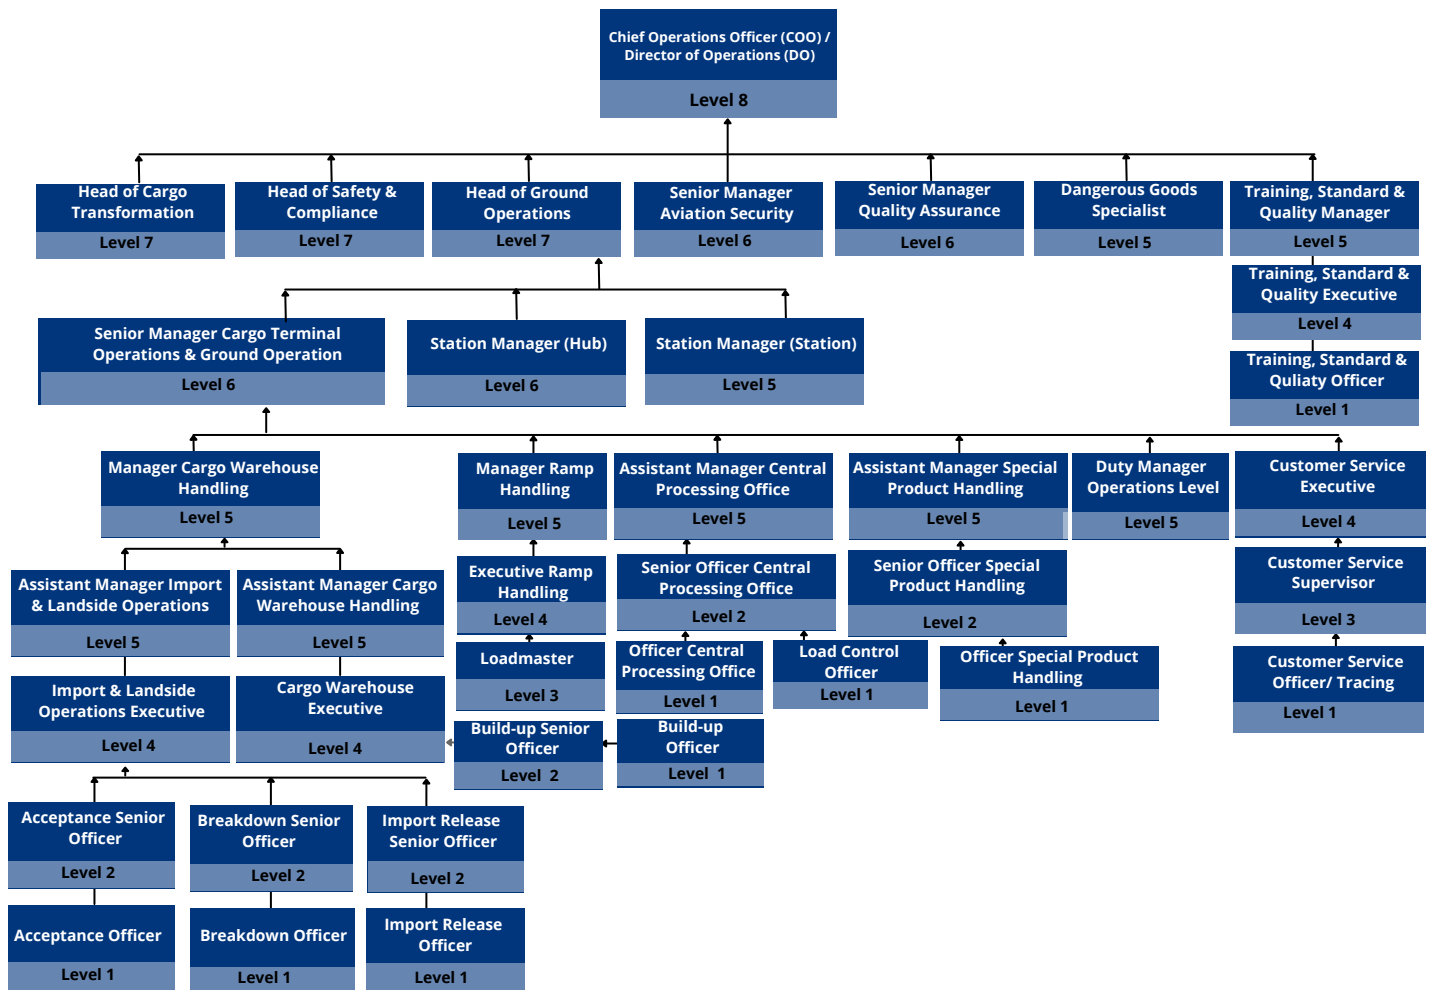 Chief Operations Officer (COO) /
Director of Operations (DO)
Level 8
Head of Cargo
Transformation
Level 7
Head of Safety &
Compliance
Level 7
Head of Ground
Operations
Level 7
Senior Manager
Aviation Security
Level 6
Senior Manager
Quality Assurance
Level 6
Dangerous Goods
Specialist
Level 5
Training, Standard &
Quality Manager
Level 5
Training, Standard &
Quality Executive
Level 4
Training, Standard &
Quliaty Officer
Level 1
Senior Manager Cargo Terminal
Operations & Ground Operation
Level 6
Station Manager (Hub)
Level 6
Station Manager (Station)
Level 5
Manager Cargo Warehouse
Handling
Level 5
Manager Ramp
Handling
Level 5
Assistant Manager Central
Processing Office
Level 5
Assistant Manager Special
Product Handling
Level 5
Duty Manager
Operations Level
Level 5
Customer Service
Executive
Level 4
Assistant Manager Import
& Landside Operations
Level 5
Assistant Manager Cargo
Warehouse Handling
Level 5
Executive Ramp
Handling
Level 4
Senior Officer Central
Processing Office
Level 2
Senior Officer Special
Product Handling
Level 2
Customer Service
Supervisor
Level 3
Import & Landside
Operations Executive
Level 4
Cargo Warehouse
Executive
Level 4
Loadmaster
Level 3
Officer Central
Processing Office
Level 1
Load Control
Officer
Level 1
Officer Special Product
Handling
Level 1
Customer Service
Officer/ Tracing
Level 1
Build-up Senior
Officer
Level 2
Build-up
Officer
Level 1
Acceptance Senior
Officer
Level 2
Breakdown Senior
Officer
Level 2
Import Release
Senior Officer
Level 2
Acceptance Officer
Level 1
Breakdown Officer
Level 1
Import Release
Officer
Level 1